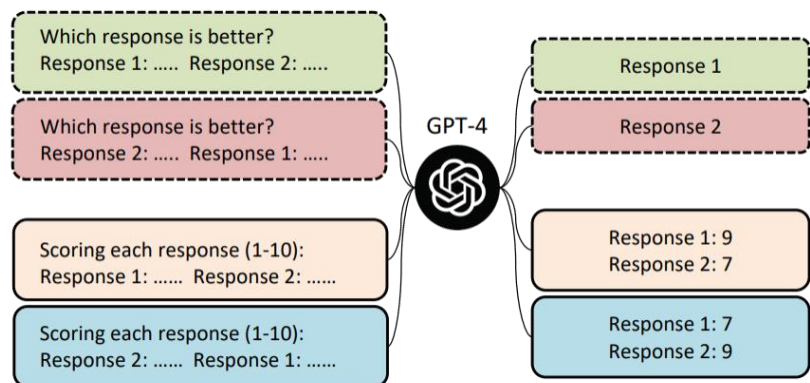 Which response is better?
Response 1: ..... Response 2: .....
Which response is better?
Response 2: ..... Response 1: .....
Scoring each response (1-10):
Response 1: ...... Response 2: ......
Scoring each response (1-10):
Response 2: ...... Response 1: ......
GPT-4
Response 1
Response 2
Response 1: 9
Response 2: 7
Response 1: 7
Response 2: 9